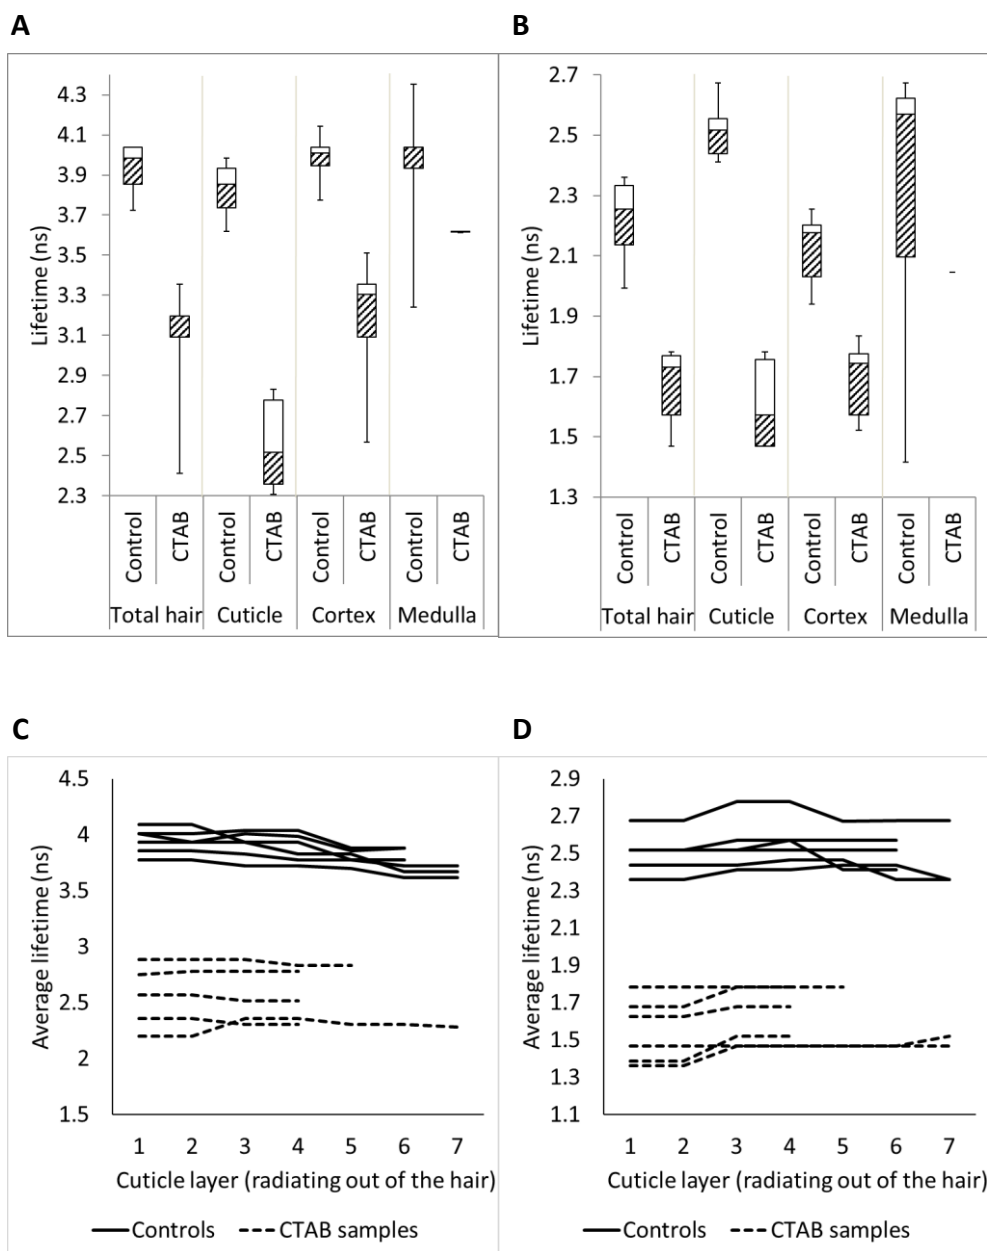 A
B
Lifetime (ns)
4.3
4.1
3.9
3.7
3.5
3.3
3.1
2.9
2.7
2.5
2.3
Control
CTAB
Control
CTAB
Control
CTAB
Control
CTAB
Total hair
Cuticle
Cortex
Medulla
Lifetime (ns)
2.7
2.5
2.3
2.1
1.9
1.7
1.5
1.3
Control
CTAB
Control
CTAB
Control
CTAB
Control
CTAB
Total hair
Cuticle
Cortex
Medulla
C
D
Average lifetime (ns)
4.5
4
3.5
3
2.5
2
1.5
1 2 3 4 5 6 7
Cuticle layer (radiating out of the hair)
Controls
CTAB samples
Average lifetime (ns)
2.9
2.7
2.5
2.3
2.1
1.9
1.7
1.5
1.3
1.1
1 2 3 4 5 6 7
Cuticle layer (radiating out of the hair)
Controls
CTAB samples